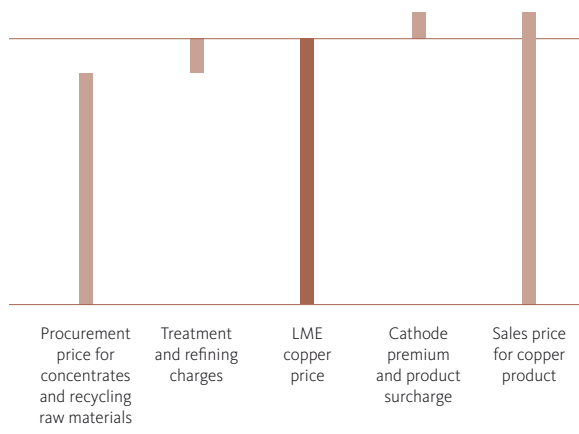 Procurement
price for
concentrates
and recycling
raw materials
Treatment
and refining
charges
LME
copper
price
Cathode
premium
and product
surcharge
Sales price
for copper
product